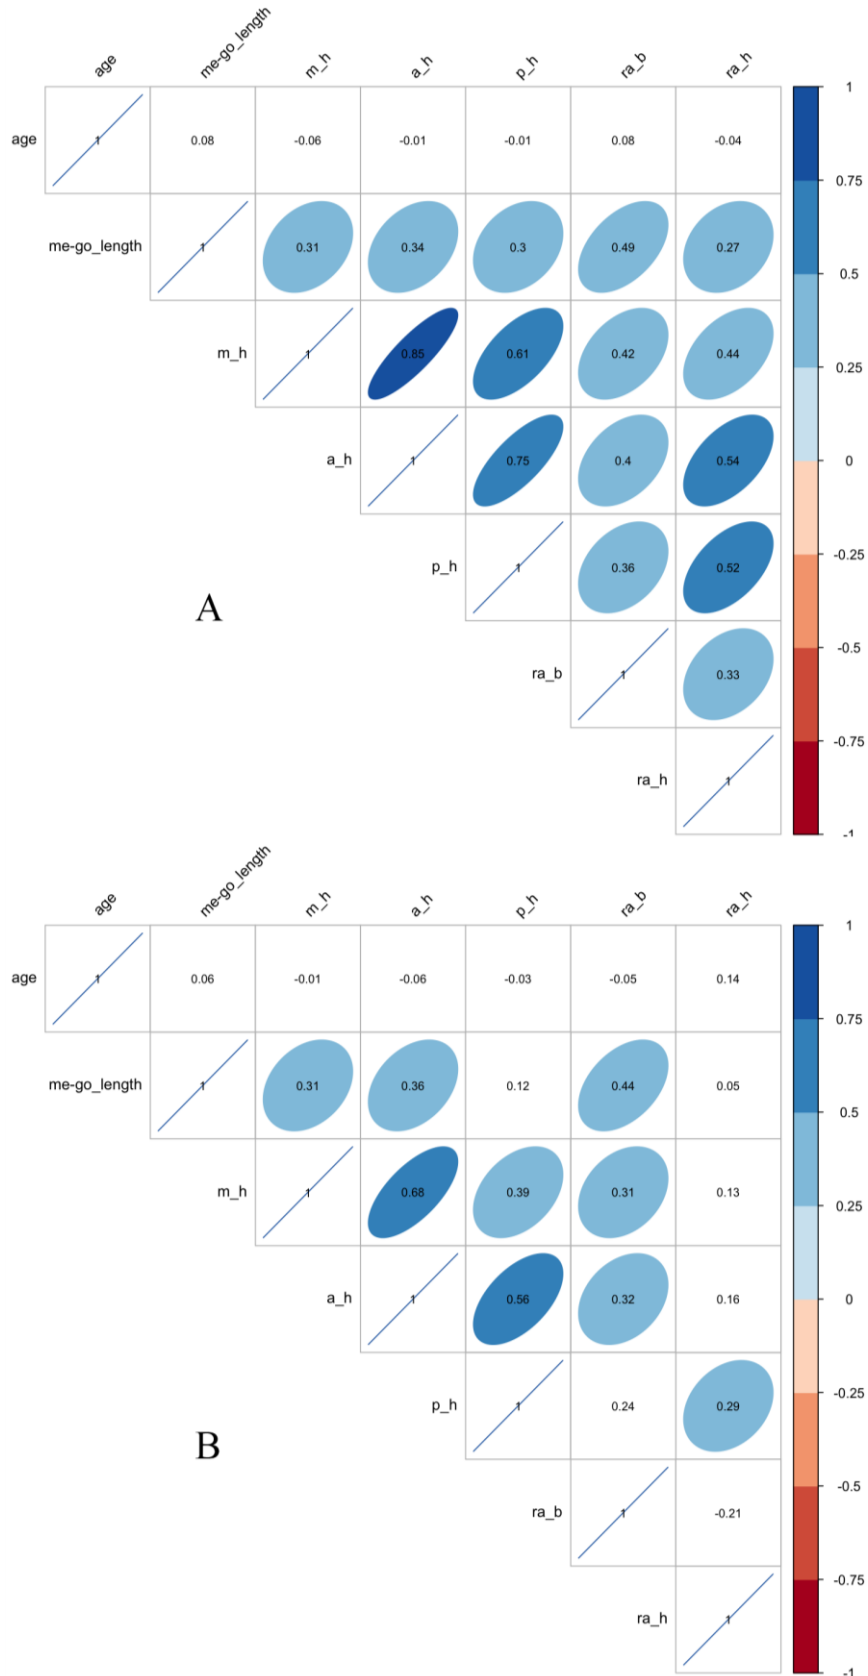 age me-go_length m_h a_h p_h ra_b ra_h
1
age 1 0.08 -0.06 -0.01 -0.01 0.08 -0.04
0.75
me-go_length 1 0.31 0.34 0.3 0.49 0.27
0.5
m_h 1 0.85 0.61 0.42 0.44
0.25
a_h 1 0.75 0.4 0.54
0
p_h 1 0.36 0.52
-0.25
A
-0.5
ra_b 1 0.33
-0.75
ra_h 1
-1
age me-go_length m_h a_h p_h ra_b ra_h
1
age 1 0.06 -0.01 -0.06 -0.03 -0.05 0.14
0.75
me-go_length 1 0.31 0.36 0.12 0.44 0.05
0.5
m_h 1 0.68 0.39 0.31 0.13
0.25
a_h 1 0.56 0.32 0.16
0
-0.25
p_h 1 0.24 0.29
B
-0.5
ra_b 1 -0.21
-0.75
ra_h 1
-1